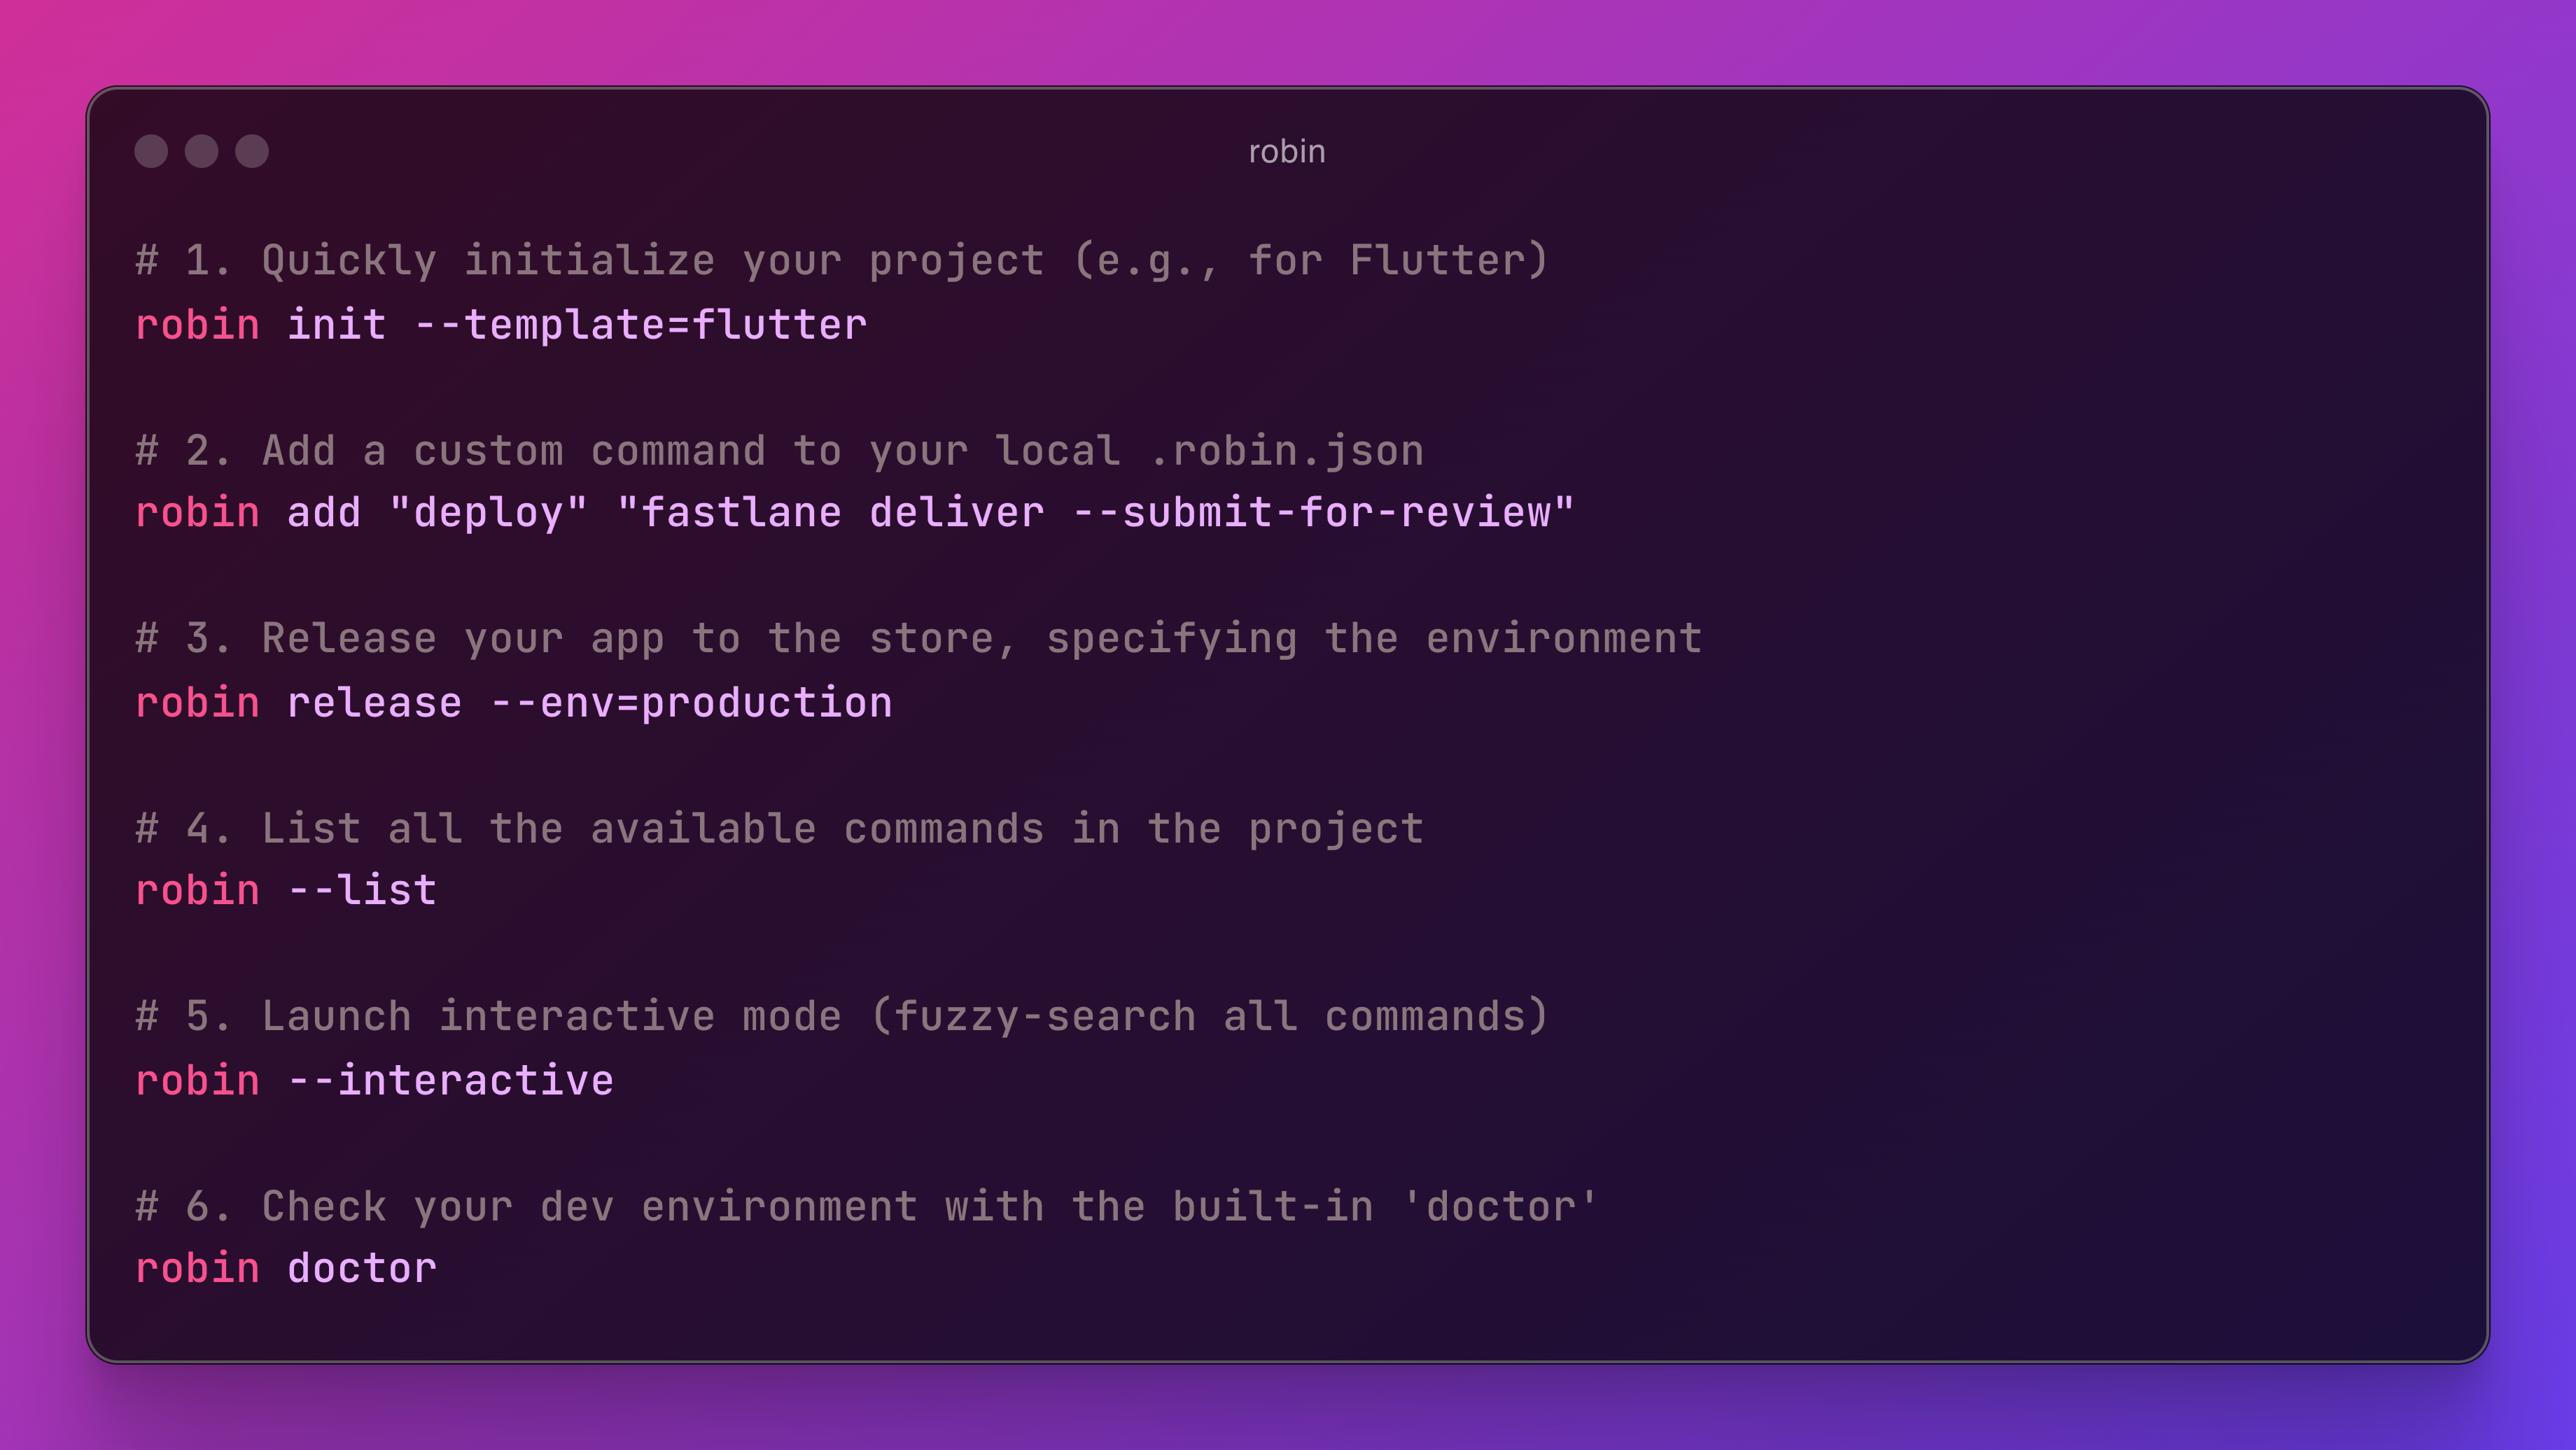 robin
# 1. Quickly initialize your project (e.g., for Flutter)
robin init --template=flutter
# 2. Add a custom command to your local .robin.json
robin add "deploy" "fastlane deliver --submit-for-review"
# 3. Release your app to the store, specifying the environment
robin release --env=production
# 4. List all the available commands in the project
robin --list
# 5. Launch interactive mode (fuzzy-search all commands)
robin --interactive
# 6. Check your dev environment with the built-in 'doctor'
robin doctor